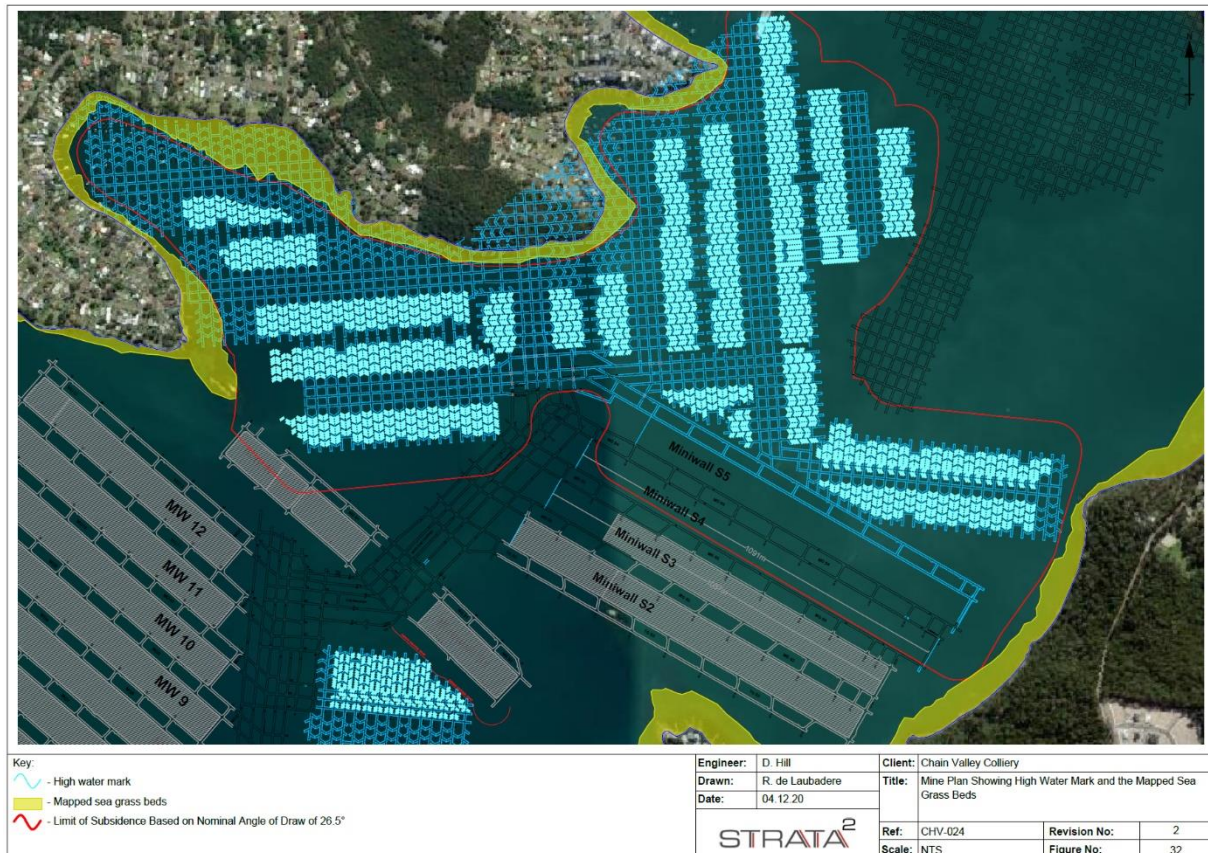 Miniwall S5
Miniwall S4
Miniwall S3
Miniwall S2
MW 12
MW 11
MW 10
MW 9
Key:
- High water mark
- Mapped sea grass beds
- Limit of Subsidence Based on Nominal Angle of Draw of 26.5°
Engineer: D. Hill
Drawn: R. de Laubadere
Date: 04.12.20
STRATA²
Client: Chain Valley Colliery
Title: Mine Plan Showing High Water Mark and the Mapped Sea
Grass Beds
Ref: CHV-024 Revision No: 2
Scale: NTS Figure No: 32